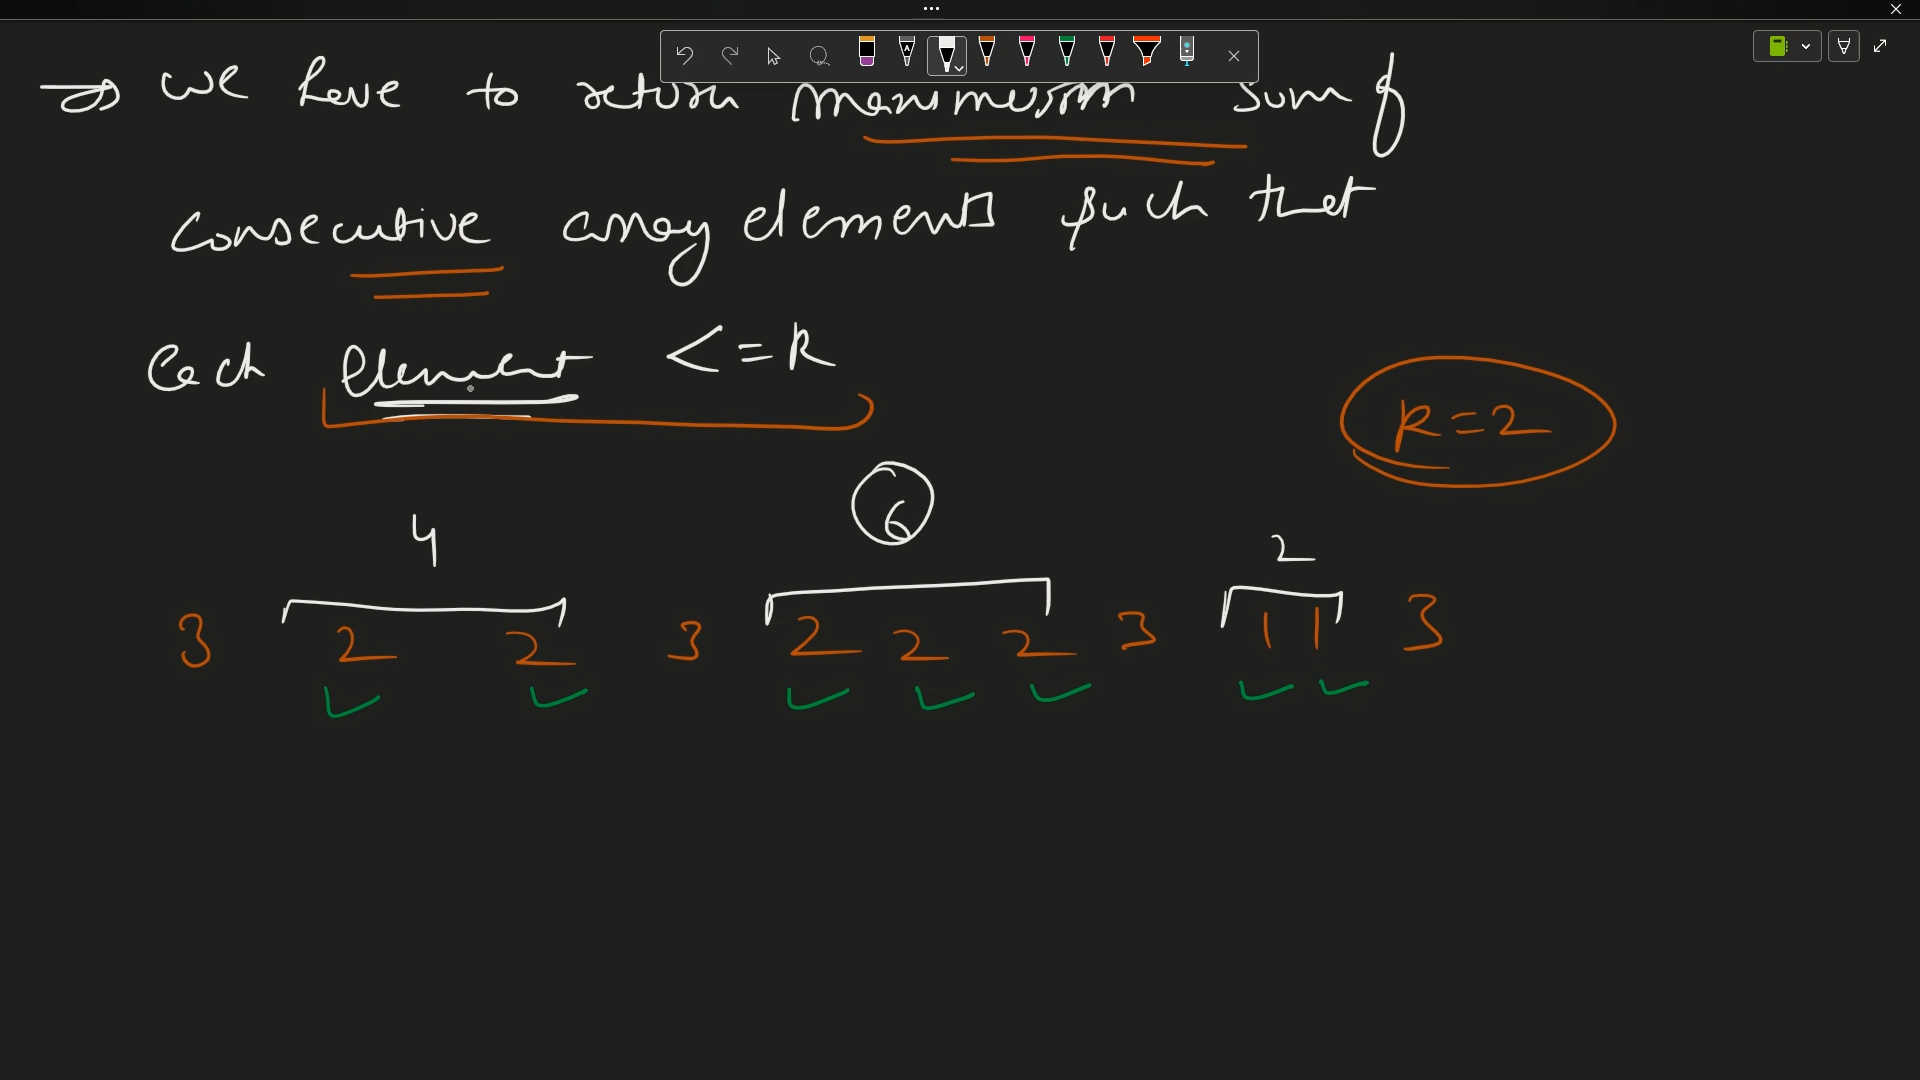 → we have to return maximum sum of
consecutive array elements such that
each element <= K
K=2
4 6 2
3 2 2 3 2 2 2 3 1 1 3